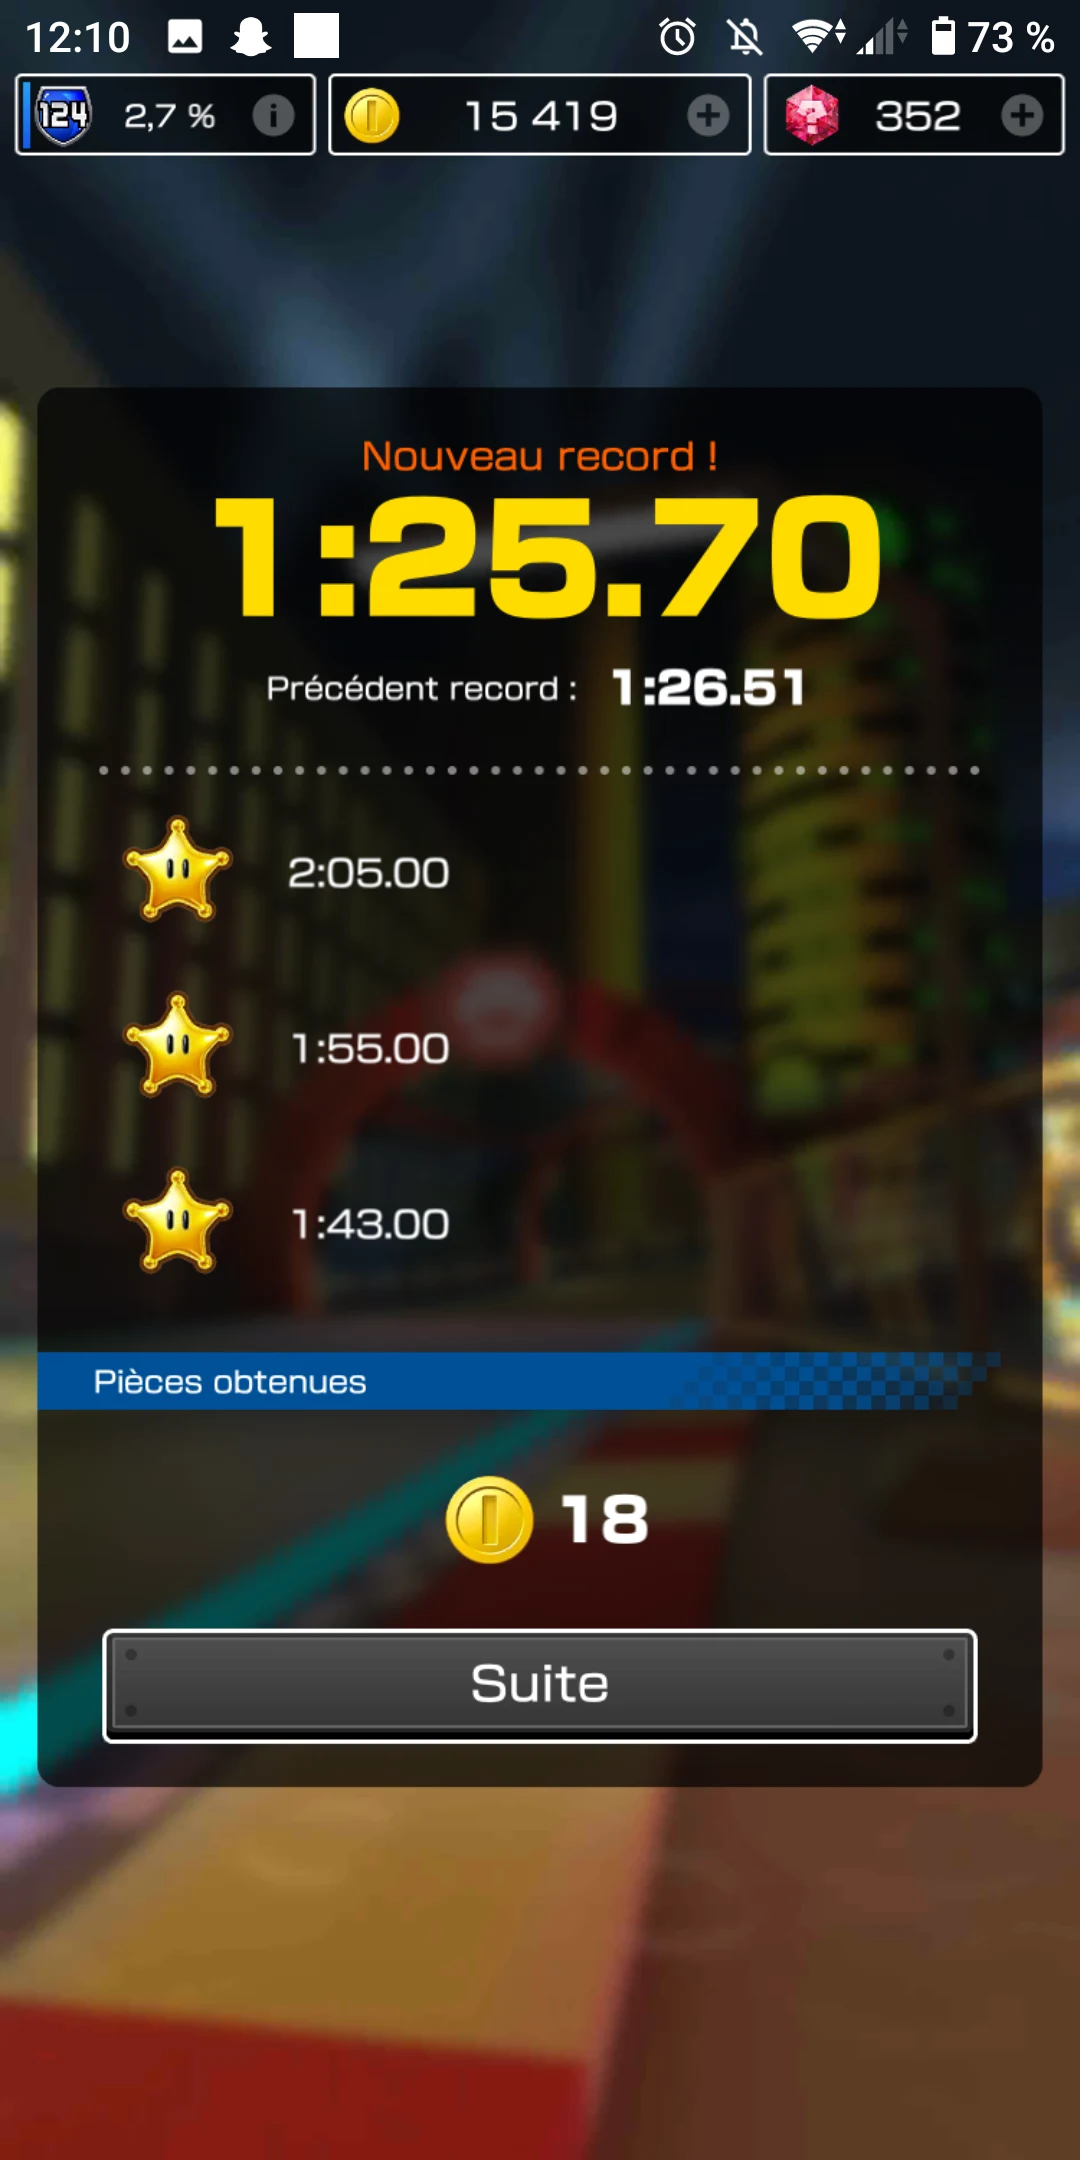 12:10 73 %
124 2,7 % i 15 419 + 352 +
Nouveau record !
1:25.70
Précédent record : 1:26.51
2:05.00
1:55.00
1:43.00
Pièces obtenues
18
Suite